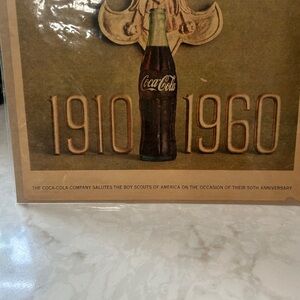 Coca-Cola
1910 1960
THE COCA-COLA COMPANY SALUTES THE BOY SCOUTS OF AMERICA ON THE OCCASION OF THEIR 50TH ANNIVERSARY